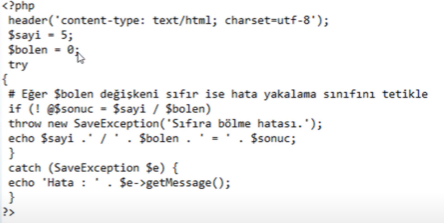 <?php
header('content-type: text/html; charset=utf-8');
$sayi = 5;
$bolen = 0;
try
{
# Eğer $bolen değişkeni sıfır ise hata yakalama sınıfını tetikle
if (! @$sonuc = $sayi / $bolen)
throw new SaveException('Sıfıra bölme hatası.');
echo $sayi .' / ' . $bolen . ' = ' . $sonuc;
}
catch (SaveException $e) {
echo 'Hata : ' . $e->getMessage();
}
?>